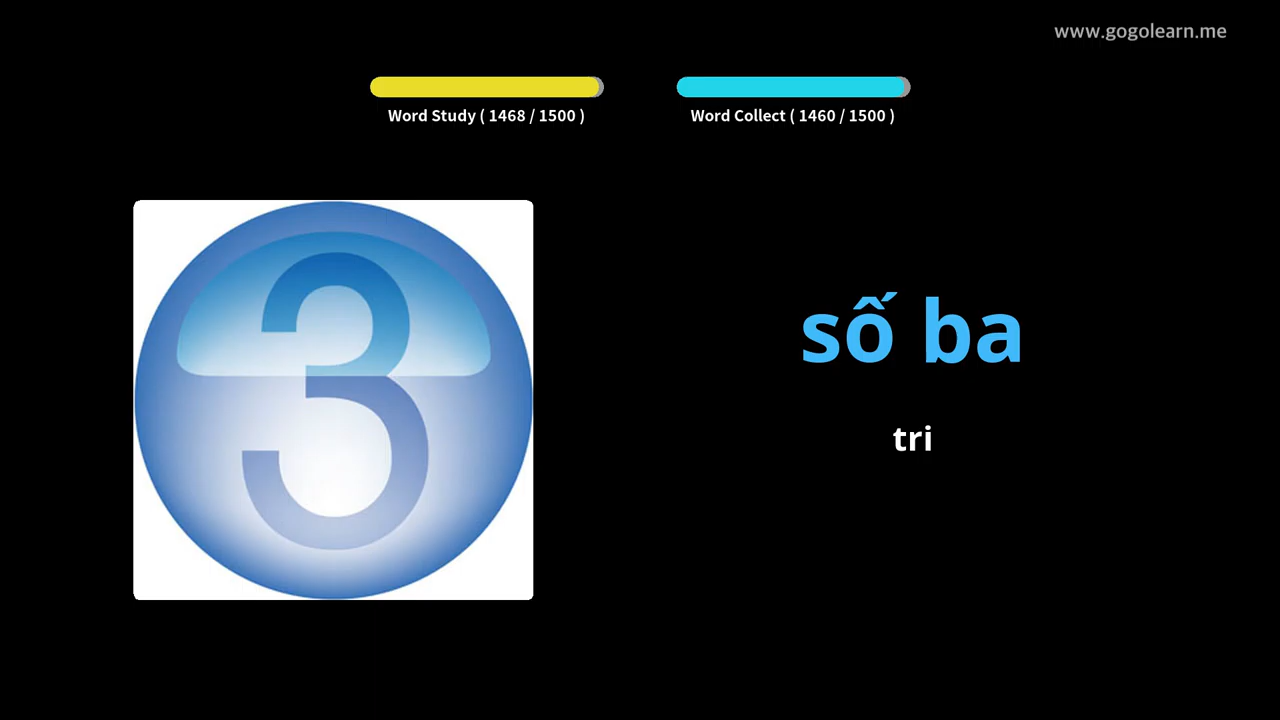 www.gogolearn.me
Word Study ( 1468 / 1500 )
Word Collect ( 1460 / 1500 )
3
số ba
tri